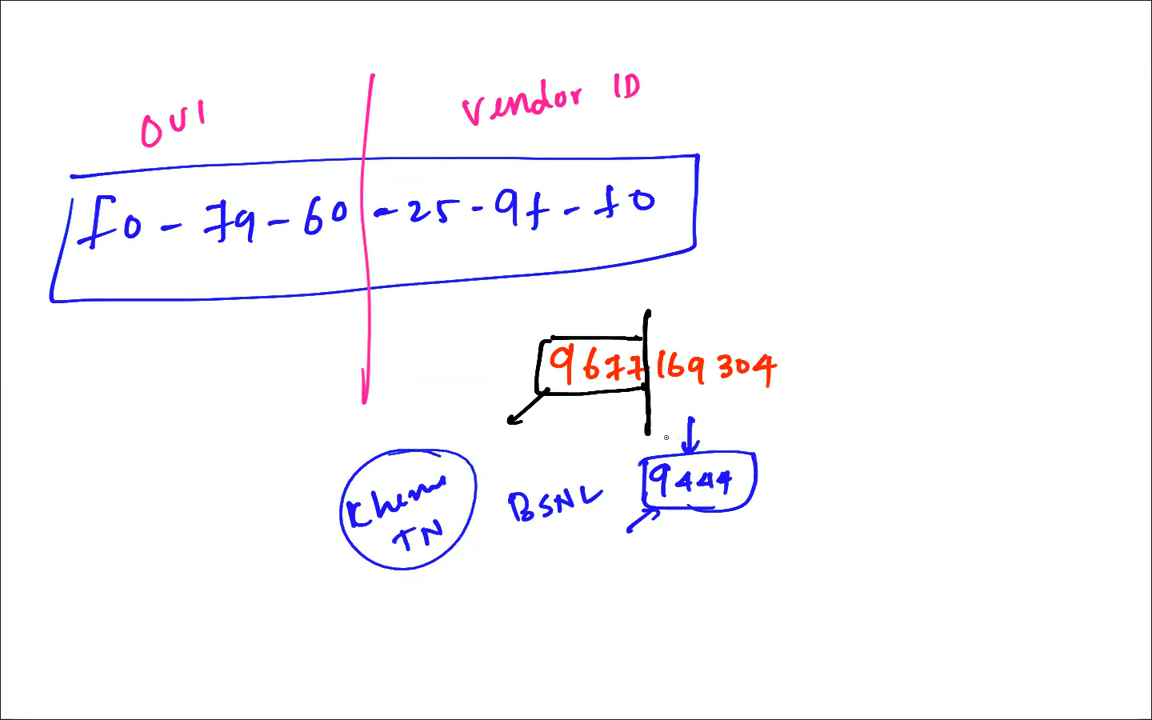 OUI
Vendor ID
f0 - 79 - 60 - 25 - 9f - f0
9677 169 304
9444
BSNL
TN